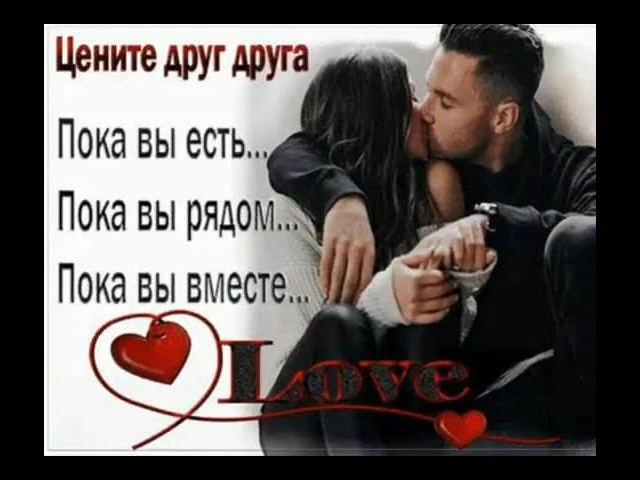 Цените друг друга
Пока вы есть...
Пока вы рядом...
Пока вы вместе...
Love